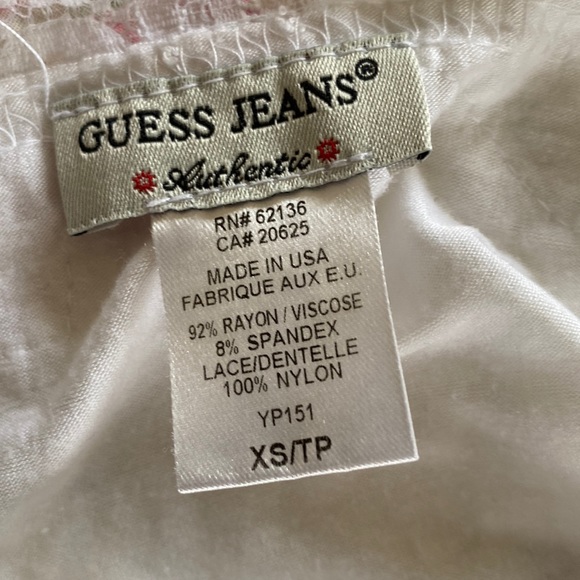 GUESS JEANS®
Authentic
RN# 62136
CA# 20625
MADE IN USA
FABRIQUE AUX E.U.
92% RAYON / VISCOSE
8% SPANDEX
LACE/DENTELLE
100% NYLON
YP151
XS/TP